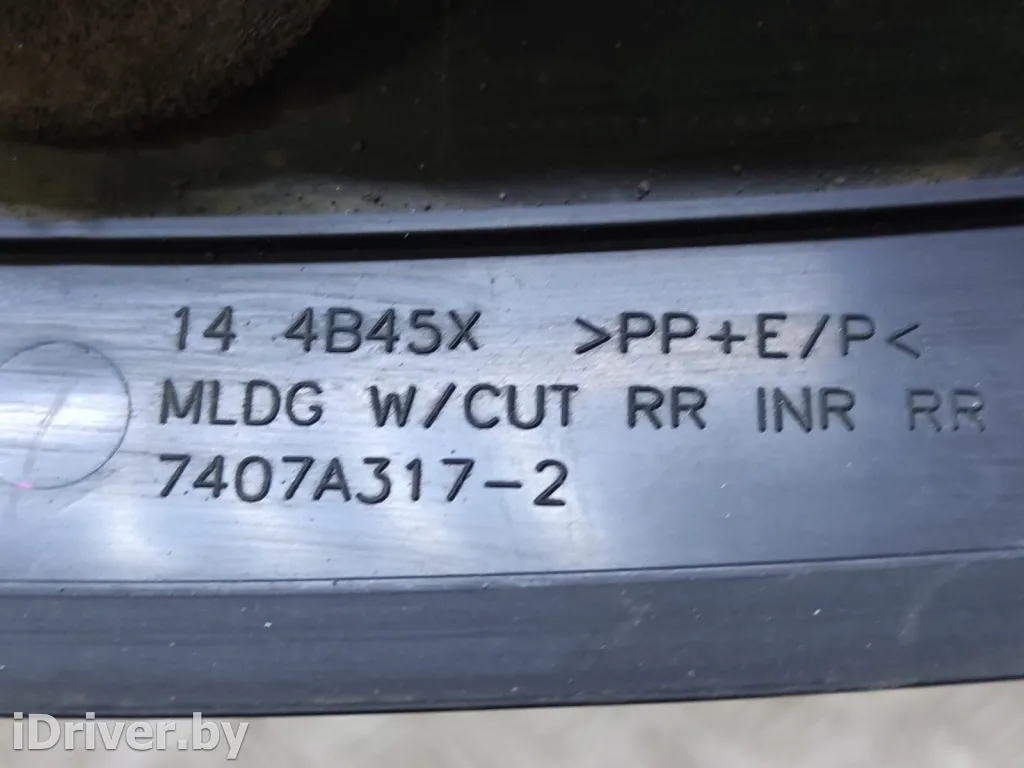 14 4B45X >PP+E/P<
MLDG W/CUT RR INR RR
7407A317-2
iDriver.by